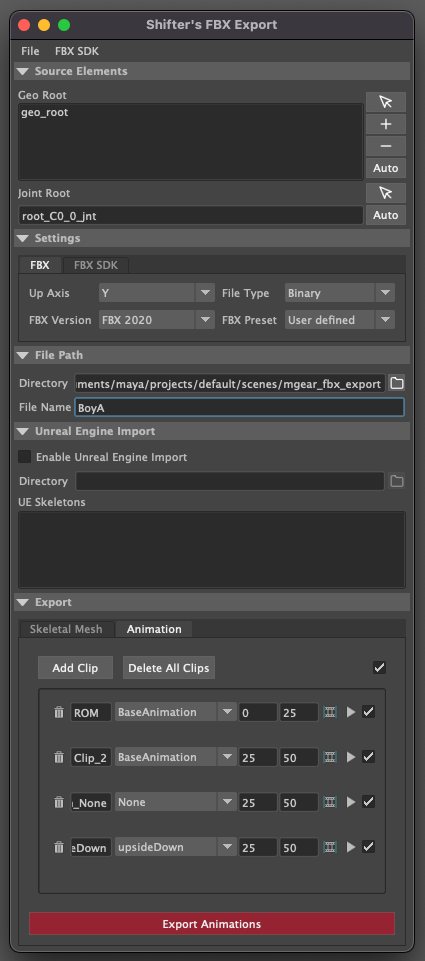 Shifter's FBX Export
File FBX SDK
Source Elements
Geo Root
geo_root
Auto
Joint Root
root_C0_0_jnt Auto
Settings
FBX FBX SDK
Up Axis Y File Type Binary
FBX Version FBX 2020 FBX Preset User defined
File Path
Directory ıments/maya/projects/default/scenes/mgear_fbx_export
File Name BoyA
Unreal Engine Import
Enable Unreal Engine Import
Directory
UE Skeletons
Export
Skeletal Mesh Animation
Add Clip Delete All Clips
ROM BaseAnimation 0 25
Clip_2 BaseAnimation 25 50
_None None 25 50
eDown upsideDown 25 50
Export Animations